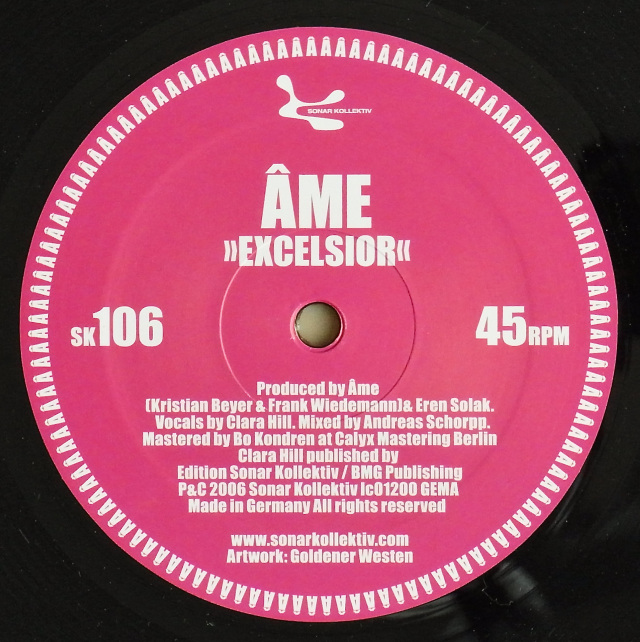 SONAR KOLLEKTIV
ÂME
»EXCELSIOR«
SK106
45RPM
Produced by Âme
(Kristian Beyer & Frank Wiedemann)& Eren Solak.
Vocals by Clara Hill. Mixed by Andreas Schorpp.
Mastered by Bo Kondren at Calyx Mastering Berlin
Clara Hill published by
Edition Sonar Kollektiv / BMG Publishing
P&C 2006 Sonar Kollektiv lc01200 GEMA
Made in Germany All rights reserved
www.sonarkollektiv.com
Artwork: Goldener Westen